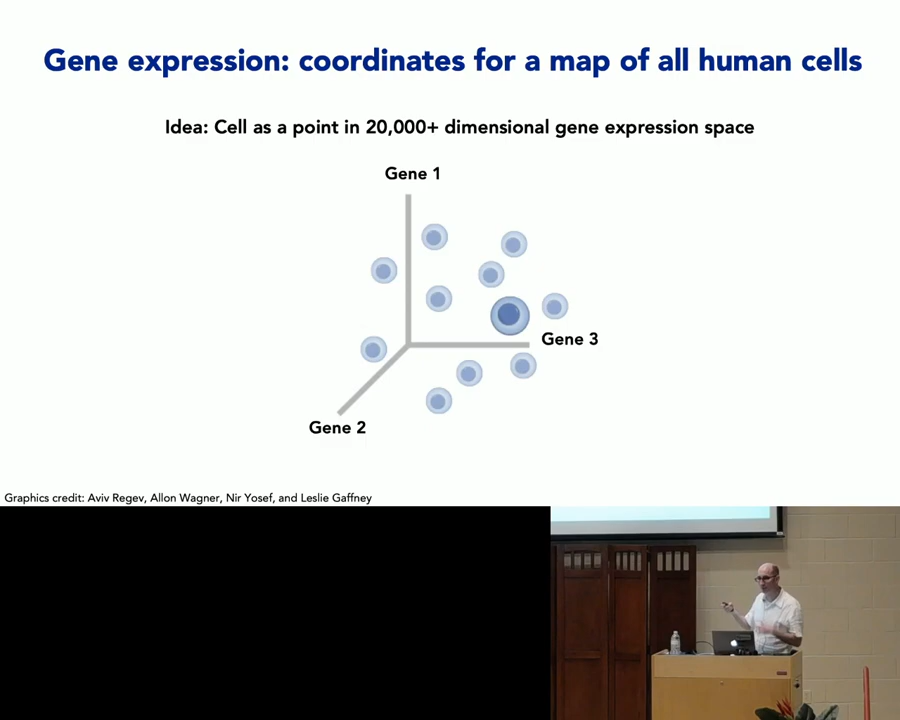 Gene expression: coordinates for a map of all human cells
Idea: Cell as a point in 20,000+ dimensional gene expression space
Gene 1
Gene 3
Gene 2
Graphics credit: Aviv Regev, Allon Wagner, Nir Yosef, and Leslie Gaffney